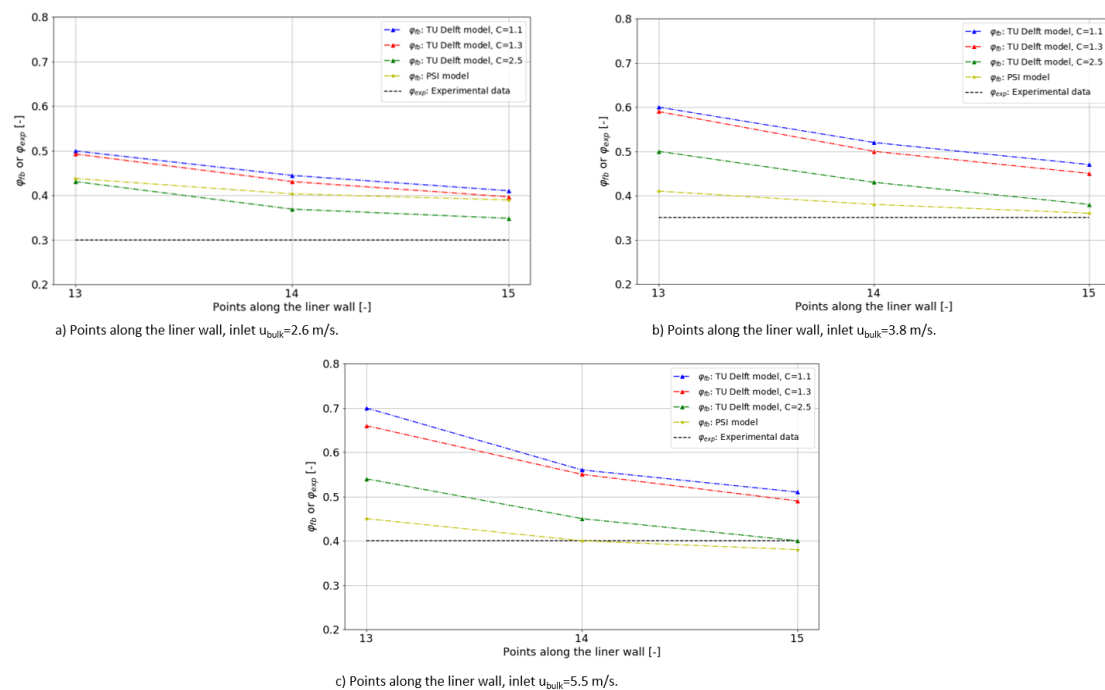 0.8
0.7
0.6
0.5
0.4
0.3
0.2
φfb or φexp [-]
φfb: TU Delft model, C=1.1
φfb: TU Delft model, C=1.3
φfb: TU Delft model, C=2.5
φfb: PSI model
φexp: Experimental data
13 14 15
Points along the liner wall [-]
a) Points along the liner wall, inlet ubulk=2.6 m/s.
0.8
0.7
0.6
0.5
0.4
0.3
0.2
φfb or φexp [-]
φfb: TU Delft model, C=1.1
φfb: TU Delft model, C=1.3
φfb: TU Delft model, C=2.5
φfb: PSI model
φexp: Experimental data
13 14 15
Points along the liner wall [-]
b) Points along the liner wall, inlet ubulk=3.8 m/s.
0.8
0.7
0.6
0.5
0.4
0.3
0.2
φfb or φexp [-]
φfb: TU Delft model, C=1.1
φfb: TU Delft model, C=1.3
φfb: TU Delft model, C=2.5
φfb: PSI model
φexp: Experimental data
13 14 15
Points along the liner wall [-]
c) Points along the liner wall, inlet ubulk=5.5 m/s.